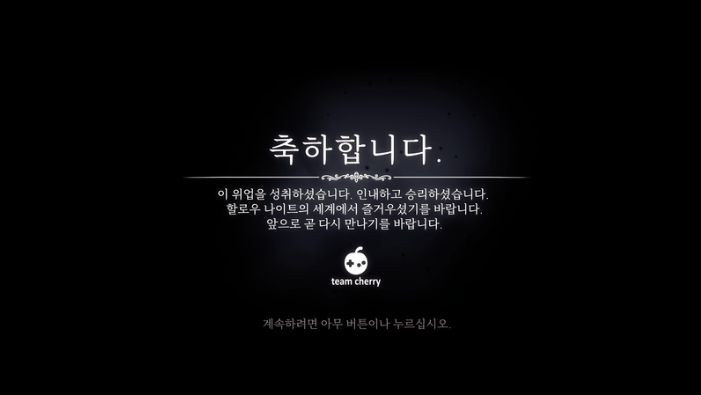 축하합니다.
이 위업을 성취하셨습니다. 인내하고 승리하셨습니다.
할로우 나이트의 세계에서 즐거우셨기를 바랍니다.
앞으로 곧 다시 만나기를 바랍니다.
team cherry
계속하려면 아무 버튼이나 누르십시오.